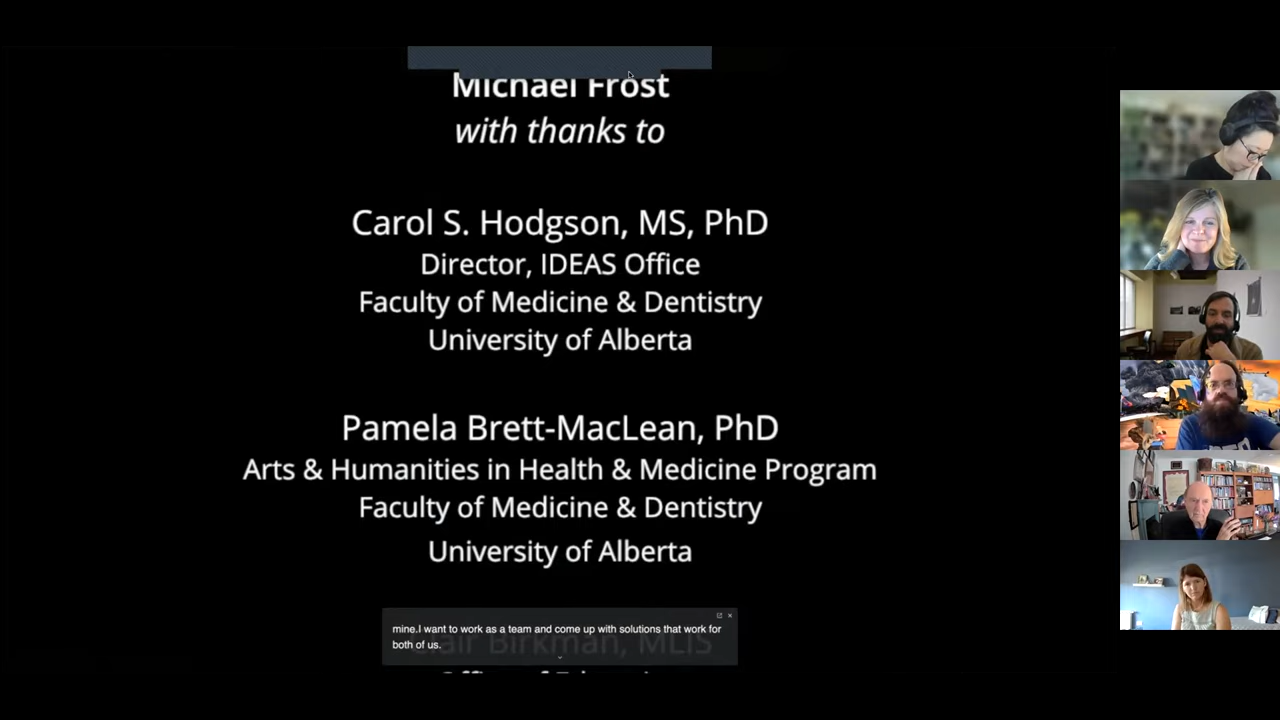 Michael Frost
with thanks to
Carol S. Hodgson, MS, PhD
Director, IDEAS Office
Faculty of Medicine & Dentistry
University of Alberta
Pamela Brett-MacLean, PhD
Arts & Humanities in Health & Medicine Program
Faculty of Medicine & Dentistry
University of Alberta
mine.I want to work as a team and come up with solutions that work for
both of us.
Birkman, MLIS